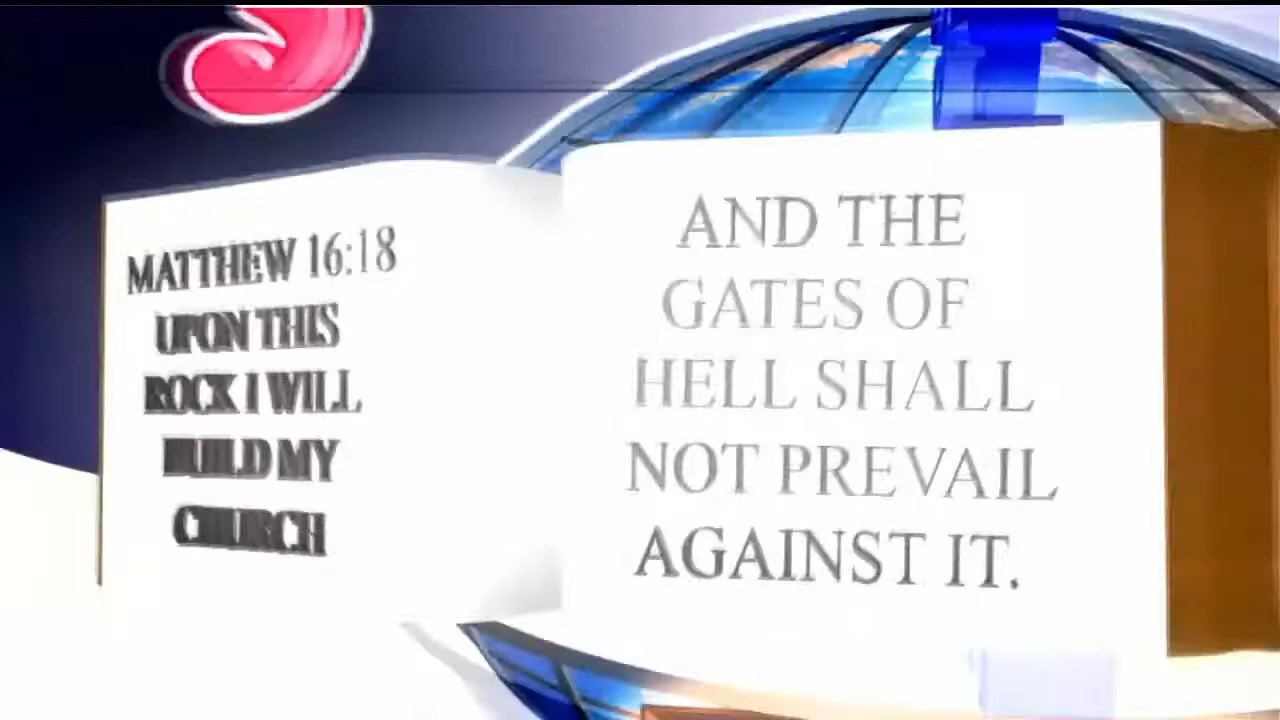 MATTHEW 16:18
UPON THIS
ROCK I WILL
BUILD MY
CHURCH
AND THE
GATES OF
HELL SHALL
NOT PREVAIL
AGAINST IT.